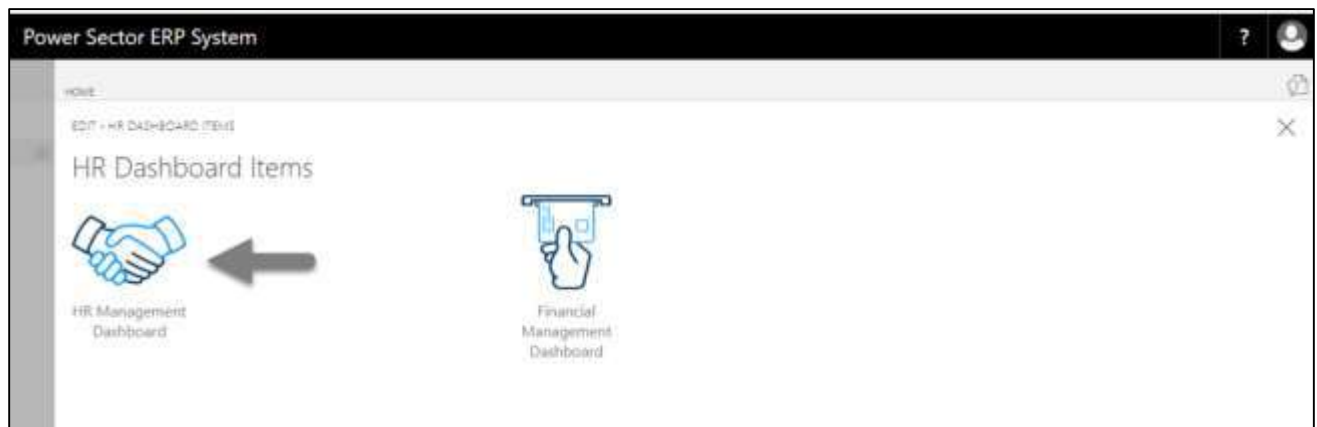 Power Sector ERP System ?
HOME
EDIT - HR DASHBOARD ITEMS
HR Dashboard Items
HR Management
Dashboard
Financial
Management
Dashboard